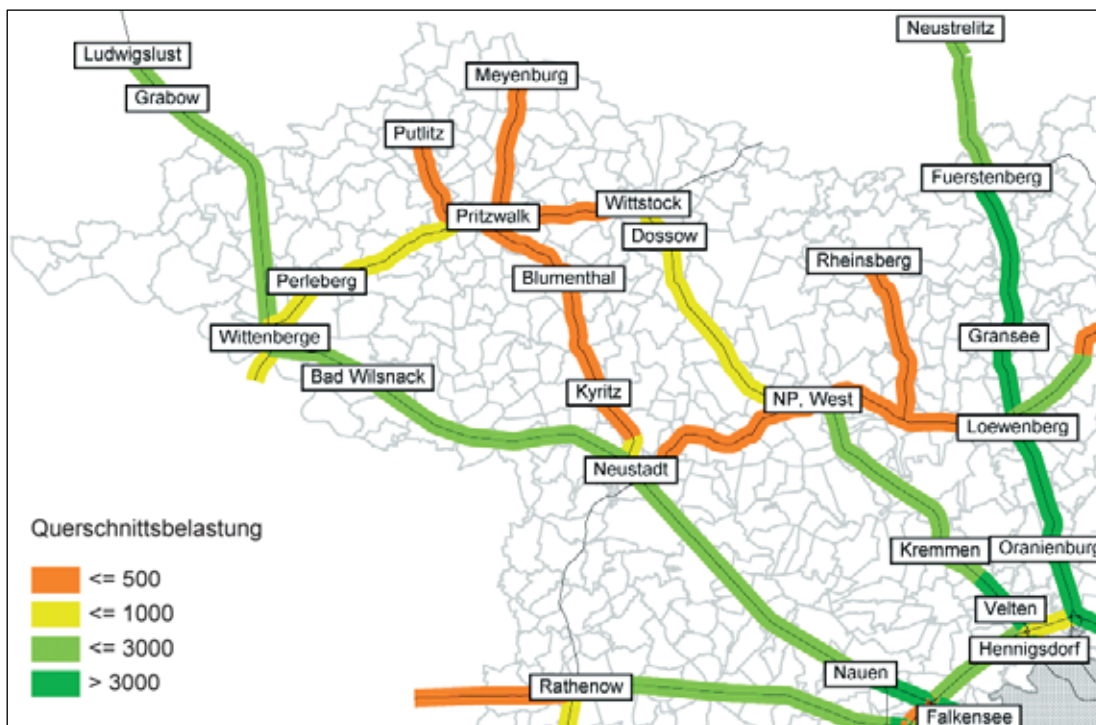 Neustrelitz
Ludwigslust
Meyenburg
Grabow
Putlitz
Fuerstenberg
Wittstock
Pritzwalk
Dossow
Rheinsberg
Perleberg
Blumenthal
Wittenberge
Gransee
Bad Wilsnack
Kyritz
NP. West
Loewenberg
Neustadt
Querschnittsbelastung
<= 500
<= 1000
<= 3000
> 3000
Kremmen
Oranienburg
Velten
Hennigsdorf
Nauen
Rathenow
Falkensee